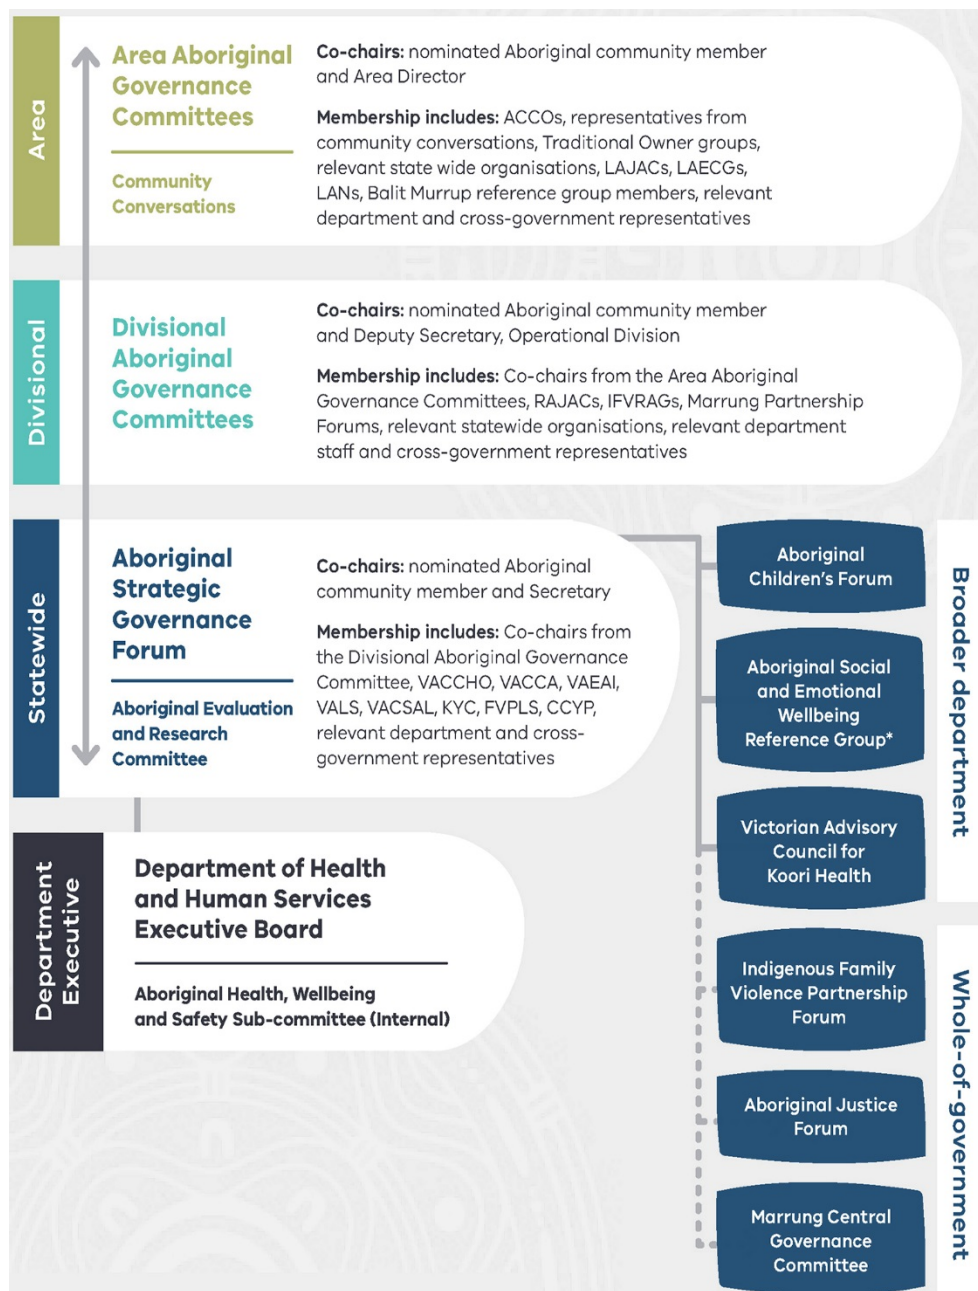 Area
Area Aboriginal
Governance
Committees
Community
Conversations
Co-chairs: nominated Aboriginal community member
and Area Director
Membership includes: ACCOs, representatives from
community conversations, Traditional Owner groups,
relevant state wide organisations, LAJACs, LAECGs,
LANs, Balit Murrup reference group members, relevant
department and cross-government representatives
Divisional
Divisional
Aboriginal
Governance
Committees
Co-chairs: nominated Aboriginal community member
and Deputy Secretary, Operational Division
Membership includes: Co-chairs from the Area Aboriginal
Governance Committees, RAJACs, IFVRAGs, Marrung Partnership
Forums, relevant statewide organisations, relevant department
staff and cross-government representatives
Statewide
Aboriginal
Strategic
Governance
Forum
Aboriginal Evaluation
and Research
Committee
Co-chairs: nominated Aboriginal
community member and Secretary
Membership includes: Co-chairs from
the Divisional Aboriginal Governance
Committee, VACCHO, VACCA, VAEAI,
VALS, VACSAL, KYC, FVPLS, CCYP,
relevant department and cross-
government representatives
Department
Executive
Department of Health
and Human Services
Executive Board
Aboriginal Health, Wellbeing
and Safety Sub-committee (Internal)
Broader department
Aboriginal
Children's Forum
Aboriginal Social
and Emotional
Wellbeing
Reference Group*
Victorian Advisory
Council for
Koori Health
Whole-of-government
Indigenous Family
Violence Partnership
Forum
Aboriginal Justice
Forum
Marrung Central
Governance
Committee